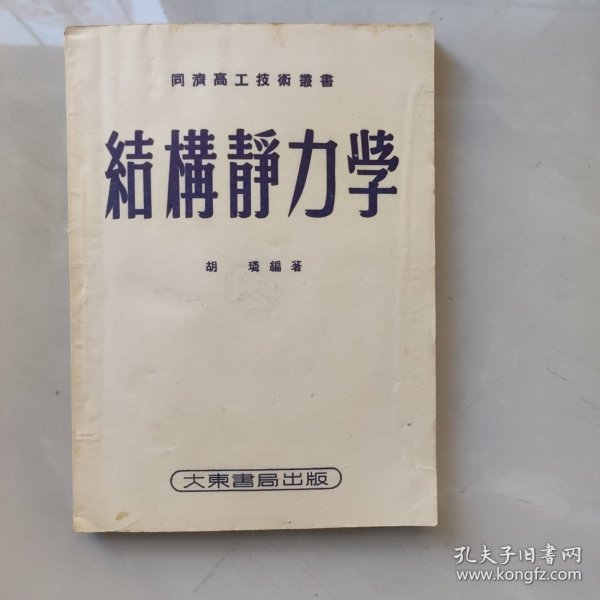 同濟高工技術叢書
結構靜力学
胡 璘編著
大東書局出版
孔夫子旧书网
www.kongfz.com